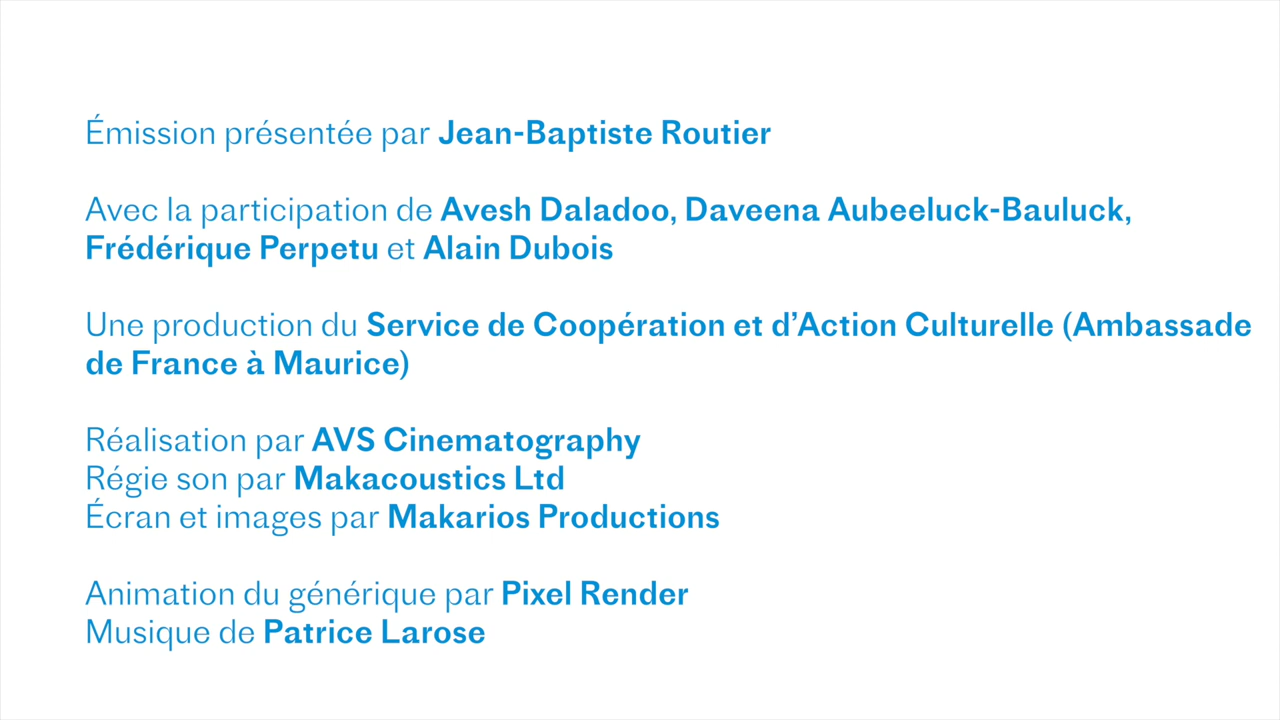 Émission présentée par Jean-Baptiste Routier
Avec la participation de Avesh Daladoo, Daveena Aubeeluck-Bauluck,
Frédérique Perpetu et Alain Dubois
Une production du Service de Coopération et d’Action Culturelle (Ambassade
de France à Maurice)
Réalisation par AVS Cinematography
Régie son par Makacoustics Ltd
Écran et images par Makarios Productions
Animation du générique par Pixel Render
Musique de Patrice Larose